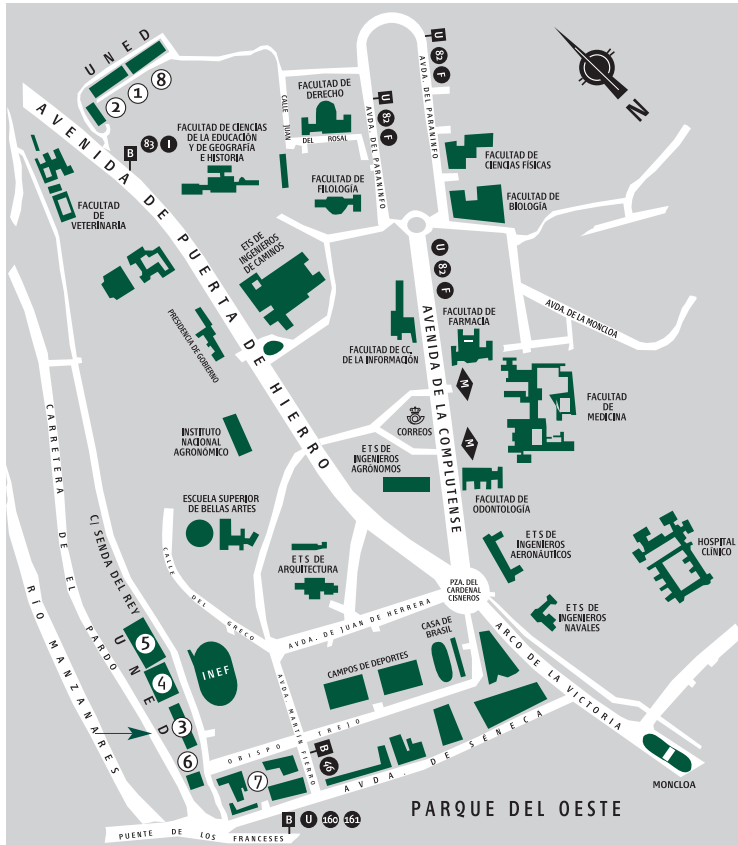 UNED
2
1
8
AVENIDA DE PUERTA DE HIERRO
B
83
I
FACULTAD DE CIENCIAS
DE LA EDUCACIÓN
Y DE GEOGRAFÍA
E HISTORIA
CALLE JUAN
DEL ROSAL
FACULTAD DE
DERECHO
FACULTAD DE
FILOLOGÍA
U
82
F
AVDA. DEL PARANINFO
U
82
F
AVDA. DEL PARANINFO
N
FACULTAD DE
CIENCIAS FÍSICAS
FACULTAD DE
BIOLOGÍA
FACULTAD
DE
VETERINARIA
ETS DE
INGENIEROS
DE CAMINOS
PRESIDENCIA DE GOBIERNO
U
82
F
AVENIDA DE LA COMPLUTENSE
FACULTAD DE
FARMACIA
AVDA. DE LA MONCLOA
FACULTAD DE CC.
DE LA INFORMACIÓN
M
CORREOS
M
FACULTAD
DE
MEDICINA
INSTITUTO
NACIONAL
AGRONÓMICO
E T S DE
INGENIEROS
AGRÓNOMOS
FACULTAD DE
ODONTOLOGÍA
ESCUELA SUPERIOR
DE BELLAS ARTES
E T S DE
ARQUITECTURA
E T S DE
INGENIEROS
AERONÁUTICOS
HOSPITAL
CLÍNICO
PZA. DEL
CARDENAL
CISNEROS
E T S DE
INGENIEROS
NAVALES
CARRETERA DE EL PARDO
C/ SENDA DEL REY
RÍO MANZANARES
CALLE DEL GRECO
AVDA. DE JUAN DE HERRERA
CASA DE
BRASIL
ARCO DE LA VICTORIA
UNED
5
4
3
6
INEF
CAMPOS DE DEPORTES
AVDA. MARTIN FIERRO
OBISPO TREJO
B
46
7
AVDA. DE SÉNECA
MONCLOA
PARQUE DEL OESTE
B
U
160
161
PUENTE DE LOS FRANCESES